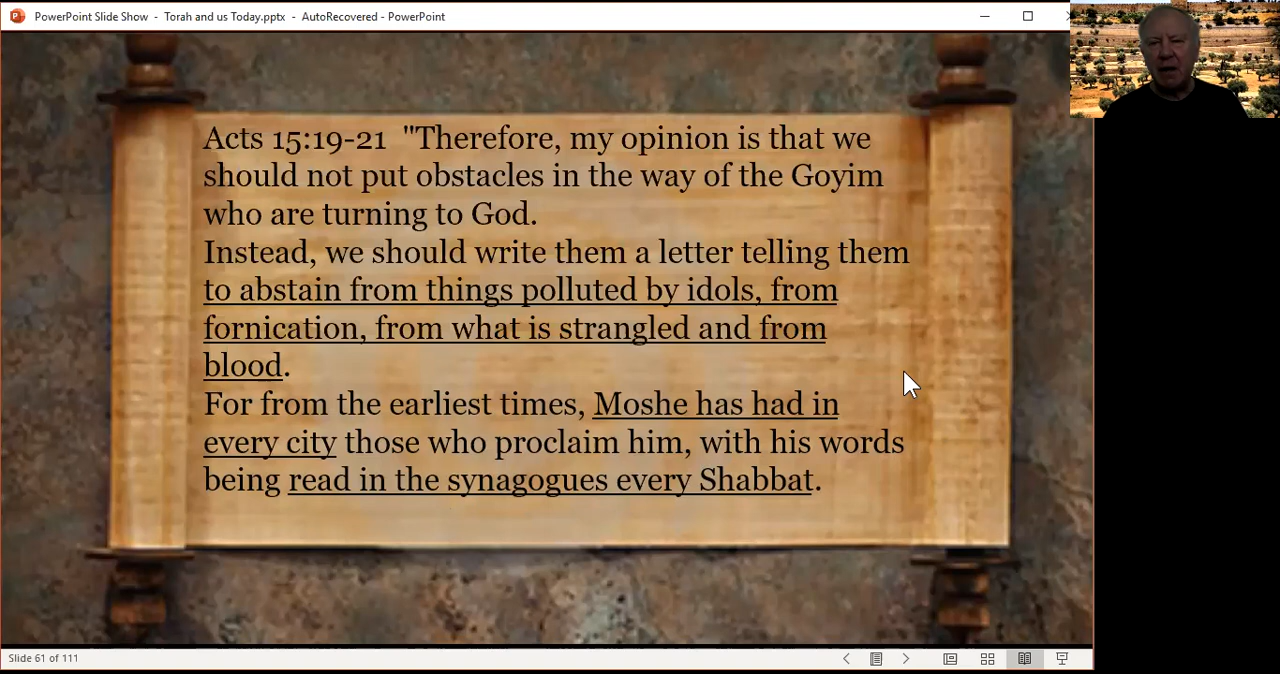 PowerPoint Slide Show - Torah and us Today.pptx - AutoRecovered - PowerPoint
Acts 15:19-21 "Therefore, my opinion is that we
should not put obstacles in the way of the Goyim
who are turning to God.
Instead, we should write them a letter telling them
to abstain from things polluted by idols, from
fornication, from what is strangled and from
blood.
For from the earliest times, Moshe has had in
every city those who proclaim him, with his words
being read in the synagogues every Shabbat.
Slide 61 of 111